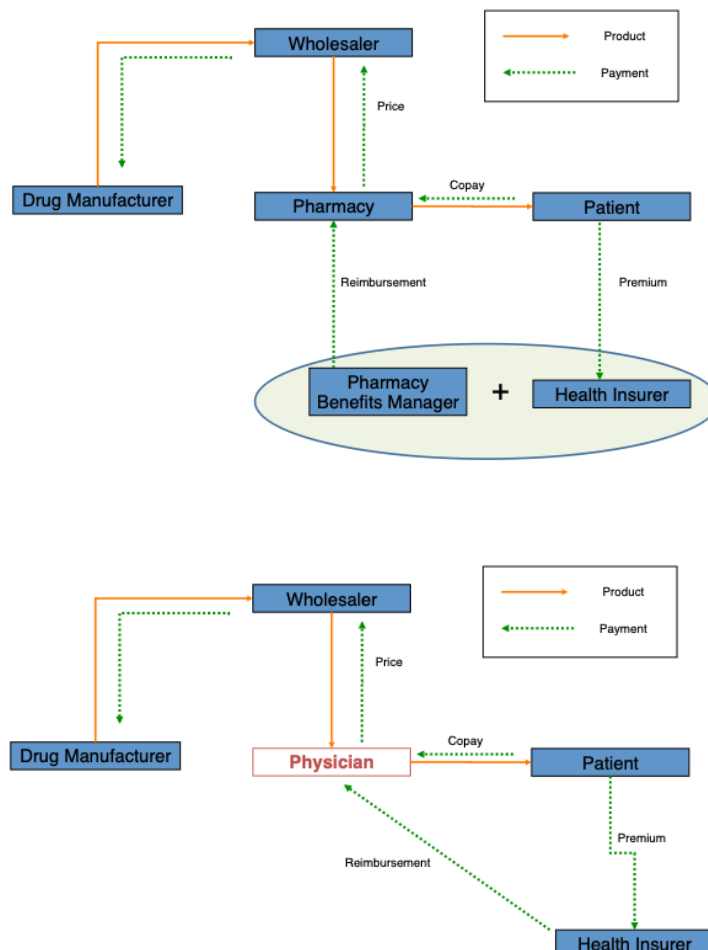 Wholesaler
Product
Payment
Price
Drug Manufacturer
Pharmacy
Copay
Patient
Reimbursement
Premium
Pharmacy
Benefits Manager
+
Health Insurer
Wholesaler
Product
Payment
Price
Drug Manufacturer
Physician
Copay
Patient
Premium
Reimbursement
Health Insurer